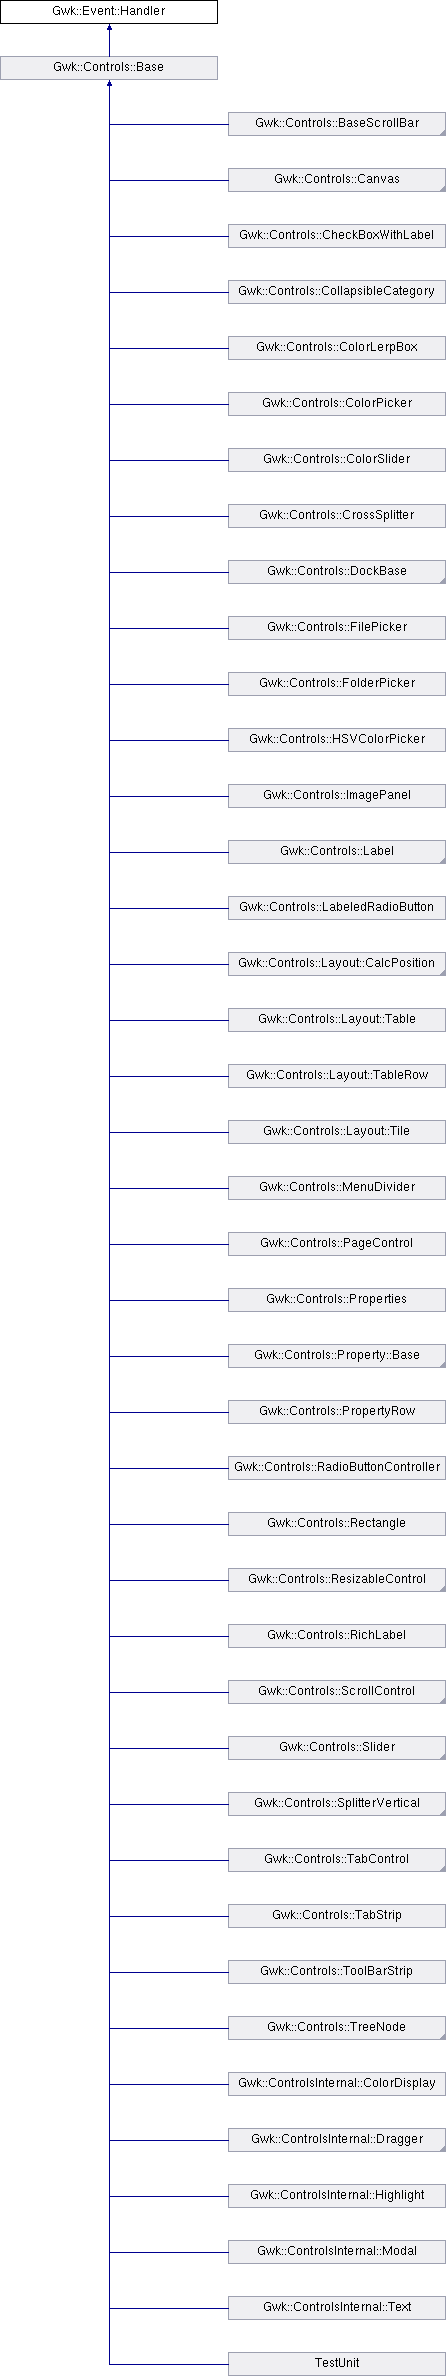 Gwk::Event::Handler
Gwk::Controls::Base
Gwk::Controls::BaseScrollBar
Gwk::Controls::Canvas
Gwk::Controls::CheckBoxWithLabel
Gwk::Controls::CollapsibleCategory
Gwk::Controls::ColorLerpBox
Gwk::Controls::ColorPicker
Gwk::Controls::ColorSlider
Gwk::Controls::CrossSplitter
Gwk::Controls::DockBase
Gwk::Controls::FilePicker
Gwk::Controls::FolderPicker
Gwk::Controls::HSVColorPicker
Gwk::Controls::ImagePanel
Gwk::Controls::Label
Gwk::Controls::LabeledRadioButton
Gwk::Controls::Layout::CalcPosition
Gwk::Controls::Layout::Table
Gwk::Controls::Layout::TableRow
Gwk::Controls::Layout::Tile
Gwk::Controls::MenuDivider
Gwk::Controls::PageControl
Gwk::Controls::Properties
Gwk::Controls::Property::Base
Gwk::Controls::PropertyRow
Gwk::Controls::RadioButtonController
Gwk::Controls::Rectangle
Gwk::Controls::ResizableControl
Gwk::Controls::RichLabel
Gwk::Controls::ScrollControl
Gwk::Controls::Slider
Gwk::Controls::SplitterVertical
Gwk::Controls::TabControl
Gwk::Controls::TabStrip
Gwk::Controls::ToolBarStrip
Gwk::Controls::TreeNode
Gwk::ControlsInternal::ColorDisplay
Gwk::ControlsInternal::Dragger
Gwk::ControlsInternal::Highlight
Gwk::ControlsInternal::Modal
Gwk::ControlsInternal::Text
TestUnit